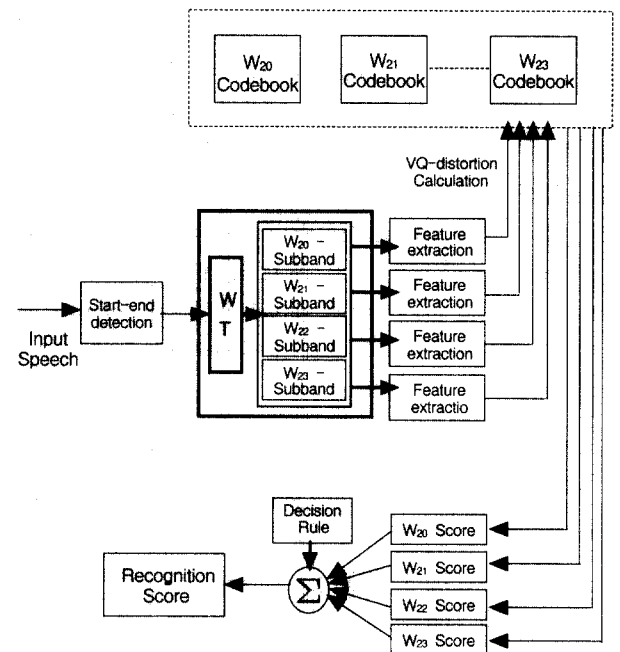 W20 Codebook
W21 Codebook
W23 Codebook
VQ-distortion
Calculation
W20 -
Subband
W21 -
Subband
W22 -
Subband
W23 -
Subband
W
T
Feature
extraction
Feature
extraction
Feature
extraction
Feature
extractio
Start-end
detection
Input
Speech
Decision
Rule
W20 Score
W21 Score
W22 Score
W23 Score
Σ
Recognition
Score